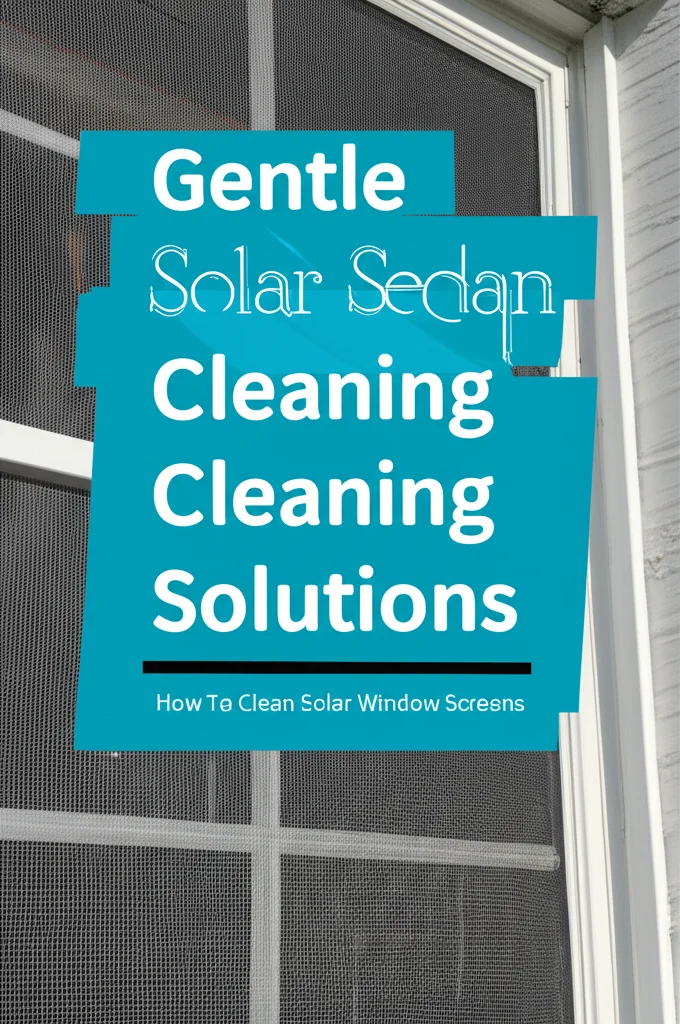 Gentle
Solar Sedan
Cleaning
Cleaning
Solutions
How To Clean Solar Window Screens